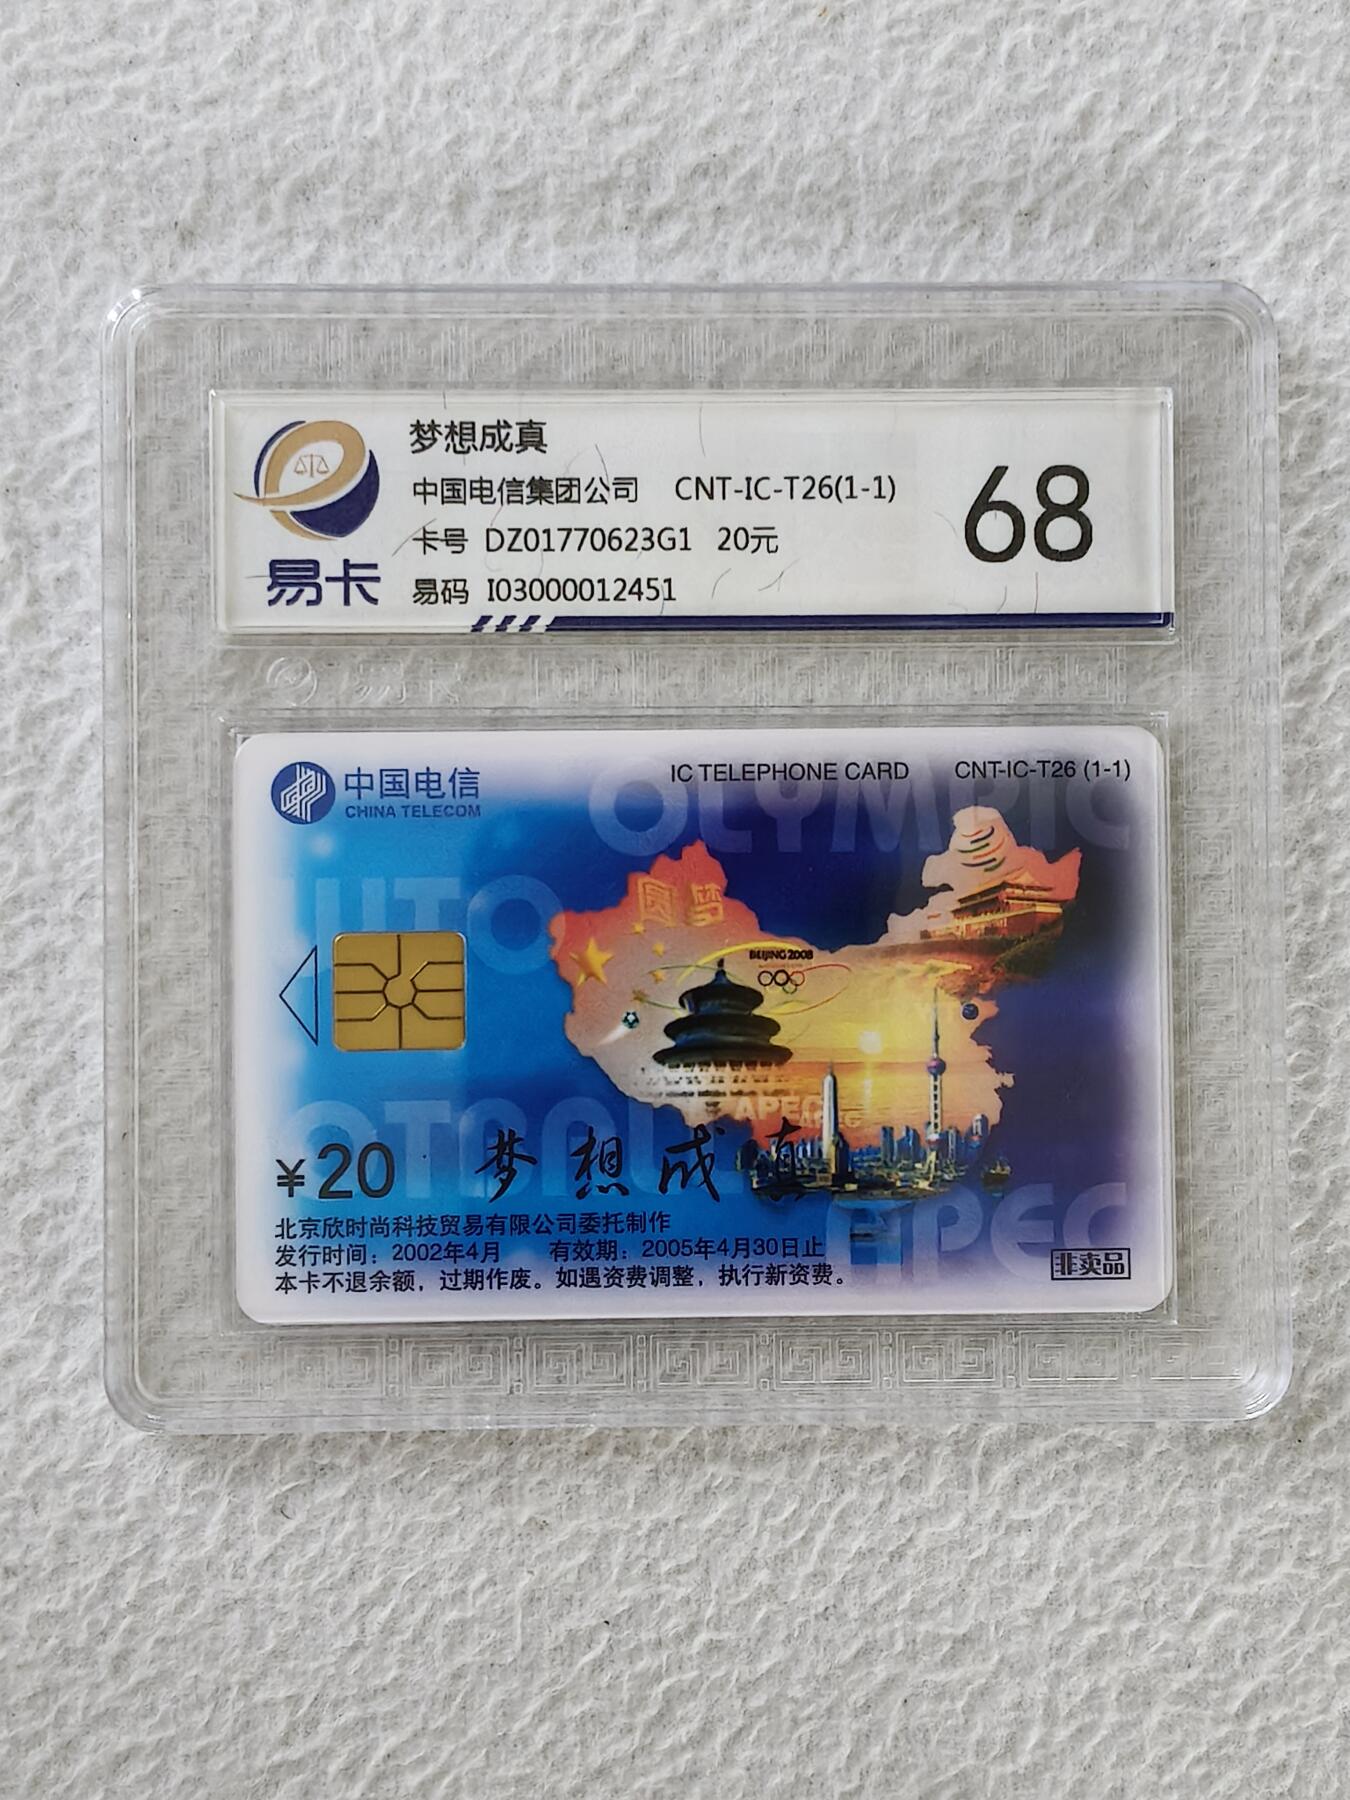 梦想成真
中国电信集团公司 CNT-IC-T26(1-1)
卡号 DZ01770623G1 20元
易码 I03000012451
68
易卡
易卡
中国电信
CHINA TELECOM
IC TELEPHONE CARD CNT-IC-T26 (1-1)
OLYMPIC
WTO
圆梦
BEIJING 2008
APEC
APEC
¥20
梦想成真
APEC
北京欣时尚科技贸易有限公司委托制作
发行时间：2002年4月 有效期：2005年4月30日止
本卡不退余额，过期作废。如遇资费调整，执行新资费。
非卖品